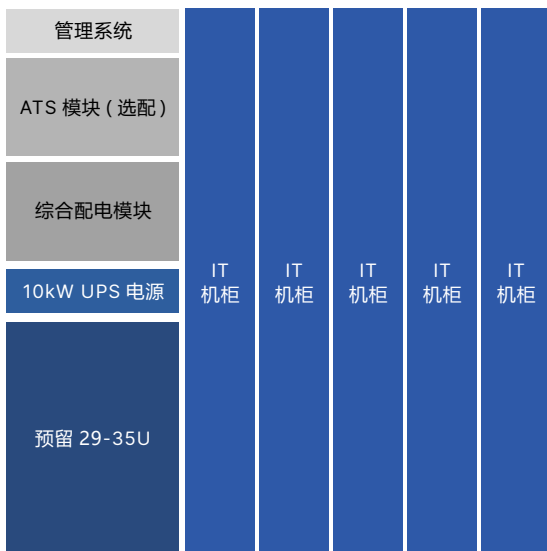 管理系统
ATS 模块 ( 选配 )
综合配电模块
10kW UPS 电源
预留 29-35U
IT
机柜
IT
机柜
IT
机柜
IT
机柜
IT
机柜